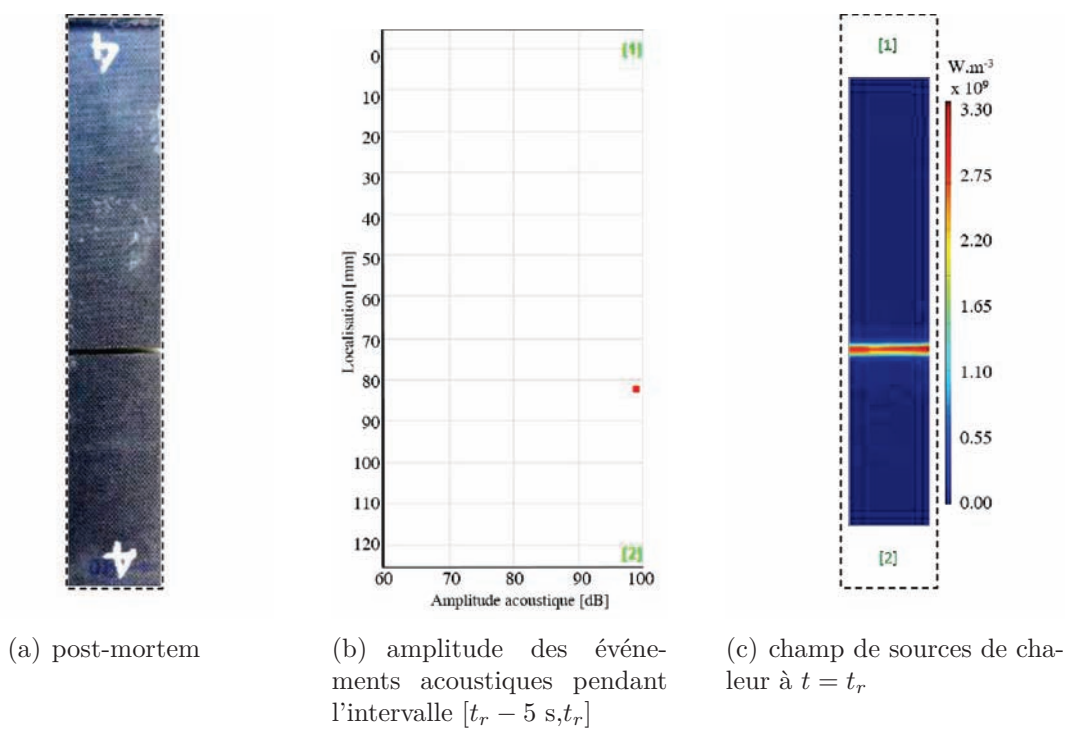 4
4
[1]
0
10
20
30
40
50
60
70
80
90
100
110
120
Localisation [mm]
[2]
60 70 80 90 100
Amplitude acoustique [dB]
[1]
W.m-3
x 10⁹
3.30
2.75
2.20
1.65
1.10
0.55
0.00
[2]
(a) post-mortem
(b) amplitude des événe-
ments acoustiques pendant
l'intervalle [tr − 5 s,tr]
(c) champ de sources de cha-
leur à t = tr